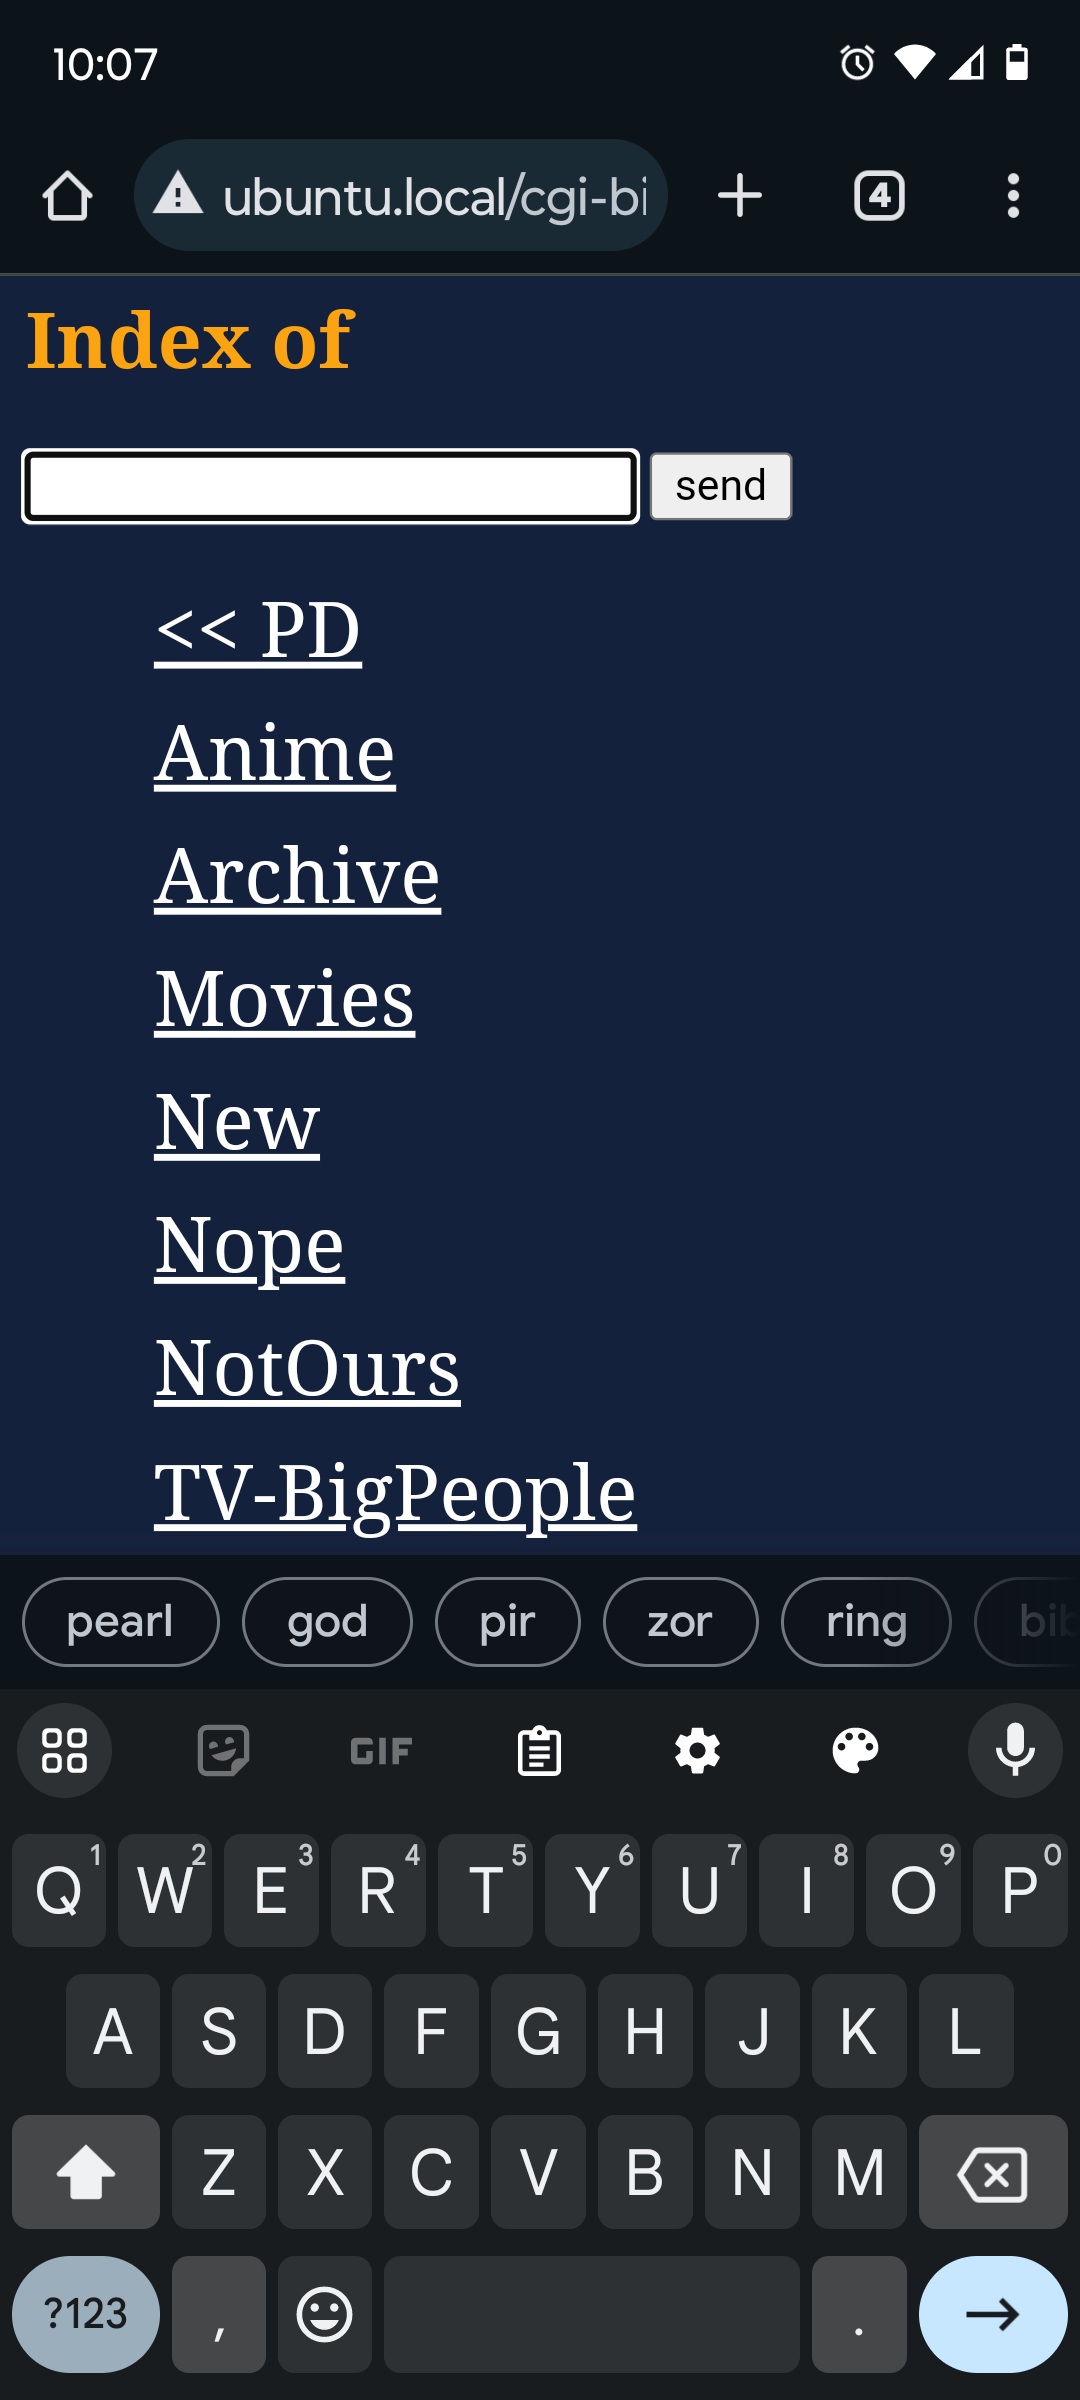 10:07
ubuntu.local/cgi-bi
4
Index of
send
<< PD
Anime
Archive
Movies
New
Nope
NotOurs
TV-BigPeople
pearl god pir zor ring bib
GIF
Q1 W2 E3 R4 T5 Y6 U7 I8 O9 P0
A S D F G H J K L
Z X C V B N M
?123 , .